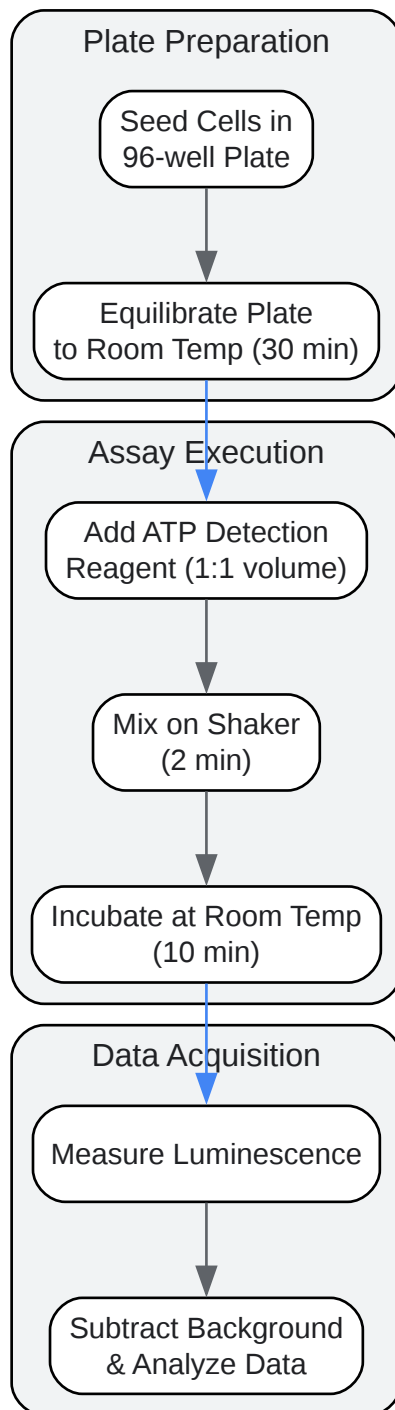 Plate Preparation
Seed Cells in
96-well Plate
Equilibrate Plate
to Room Temp (30 min)
Assay Execution
Add ATP Detection
Reagent (1:1 volume)
Mix on Shaker
(2 min)
Incubate at Room Temp
(10 min)
Data Acquisition
Measure Luminescence
Subtract Background
& Analyze Data